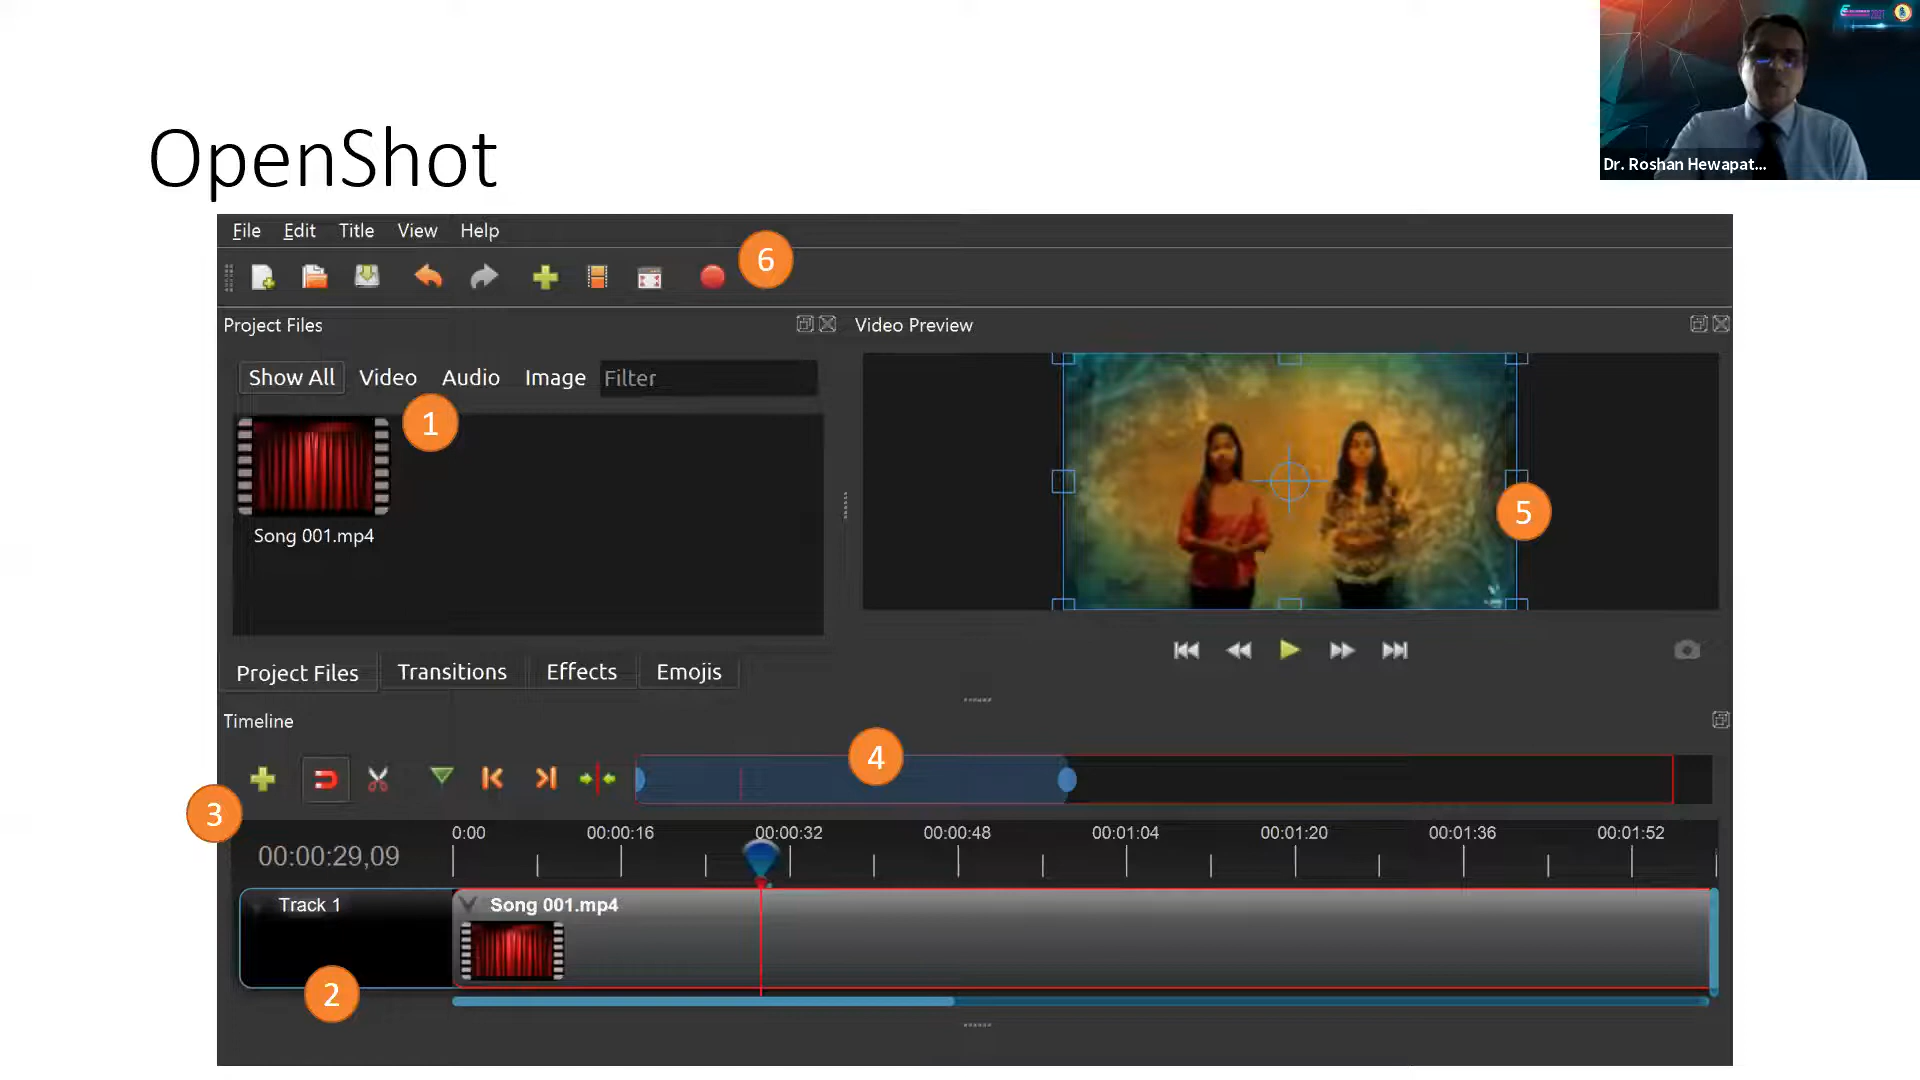 Dr. Roshan Hewapat...
OpenShot
File Edit Title View Help
6
Project Files
Video Preview
Show All Video Audio Image Filter
1
Song 001.mp4
5
Project Files Transitions Effects Emojis
Timeline
4
3
0:00 00:00:16 00:00:32 00:00:48 00:01:04 00:01:20 00:01:36 00:01:52
00:00:29,09
Track 1
Song 001.mp4
2